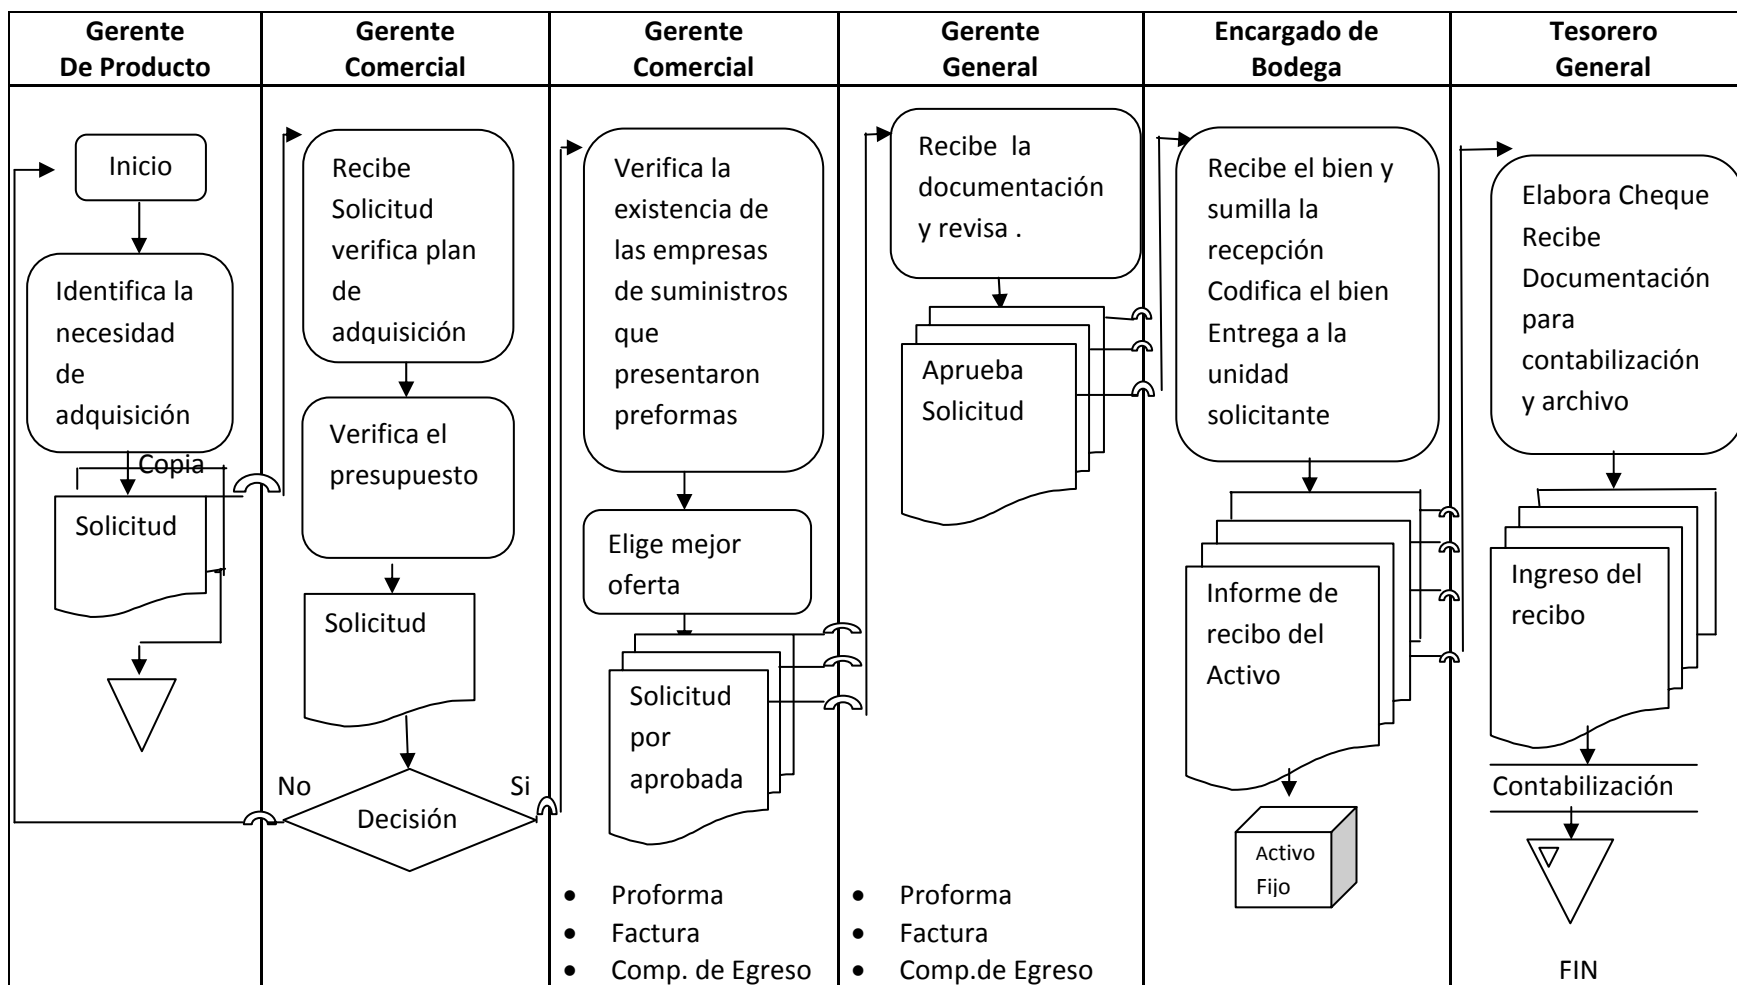 Gerente
De Producto
Gerente
Comercial
Gerente
Comercial
Gerente
General
Encargado de
Bodega
Tesorero
General
Inicio
Identifica la
necesidad
de
adquisición
Copia
Solicitud
Recibe
Solicitud
verifica plan
de
adquisición
Verifica el
presupuesto
Solicitud
No
Si
Decisión
Verifica la
existencia de
las empresas
de suministros
que
presentaron
preformas
Elige mejor
oferta
Solicitud
por
aprobada
• Proforma
• Factura
• Comp. de Egreso
Recibe la
documentación
y revisa .
Aprueba
Solicitud
• Proforma
• Factura
• Comp.de Egreso
Recibe el bien y
sumilla la
recepción
Codifica el bien
Entrega a la
unidad
solicitante
Informe de
recibo del
Activo
Activo
Fijo
Elabora Cheque
Recibe
Documentación
para
contabilización
y archivo
Ingreso del
recibo
Contabilización
FIN